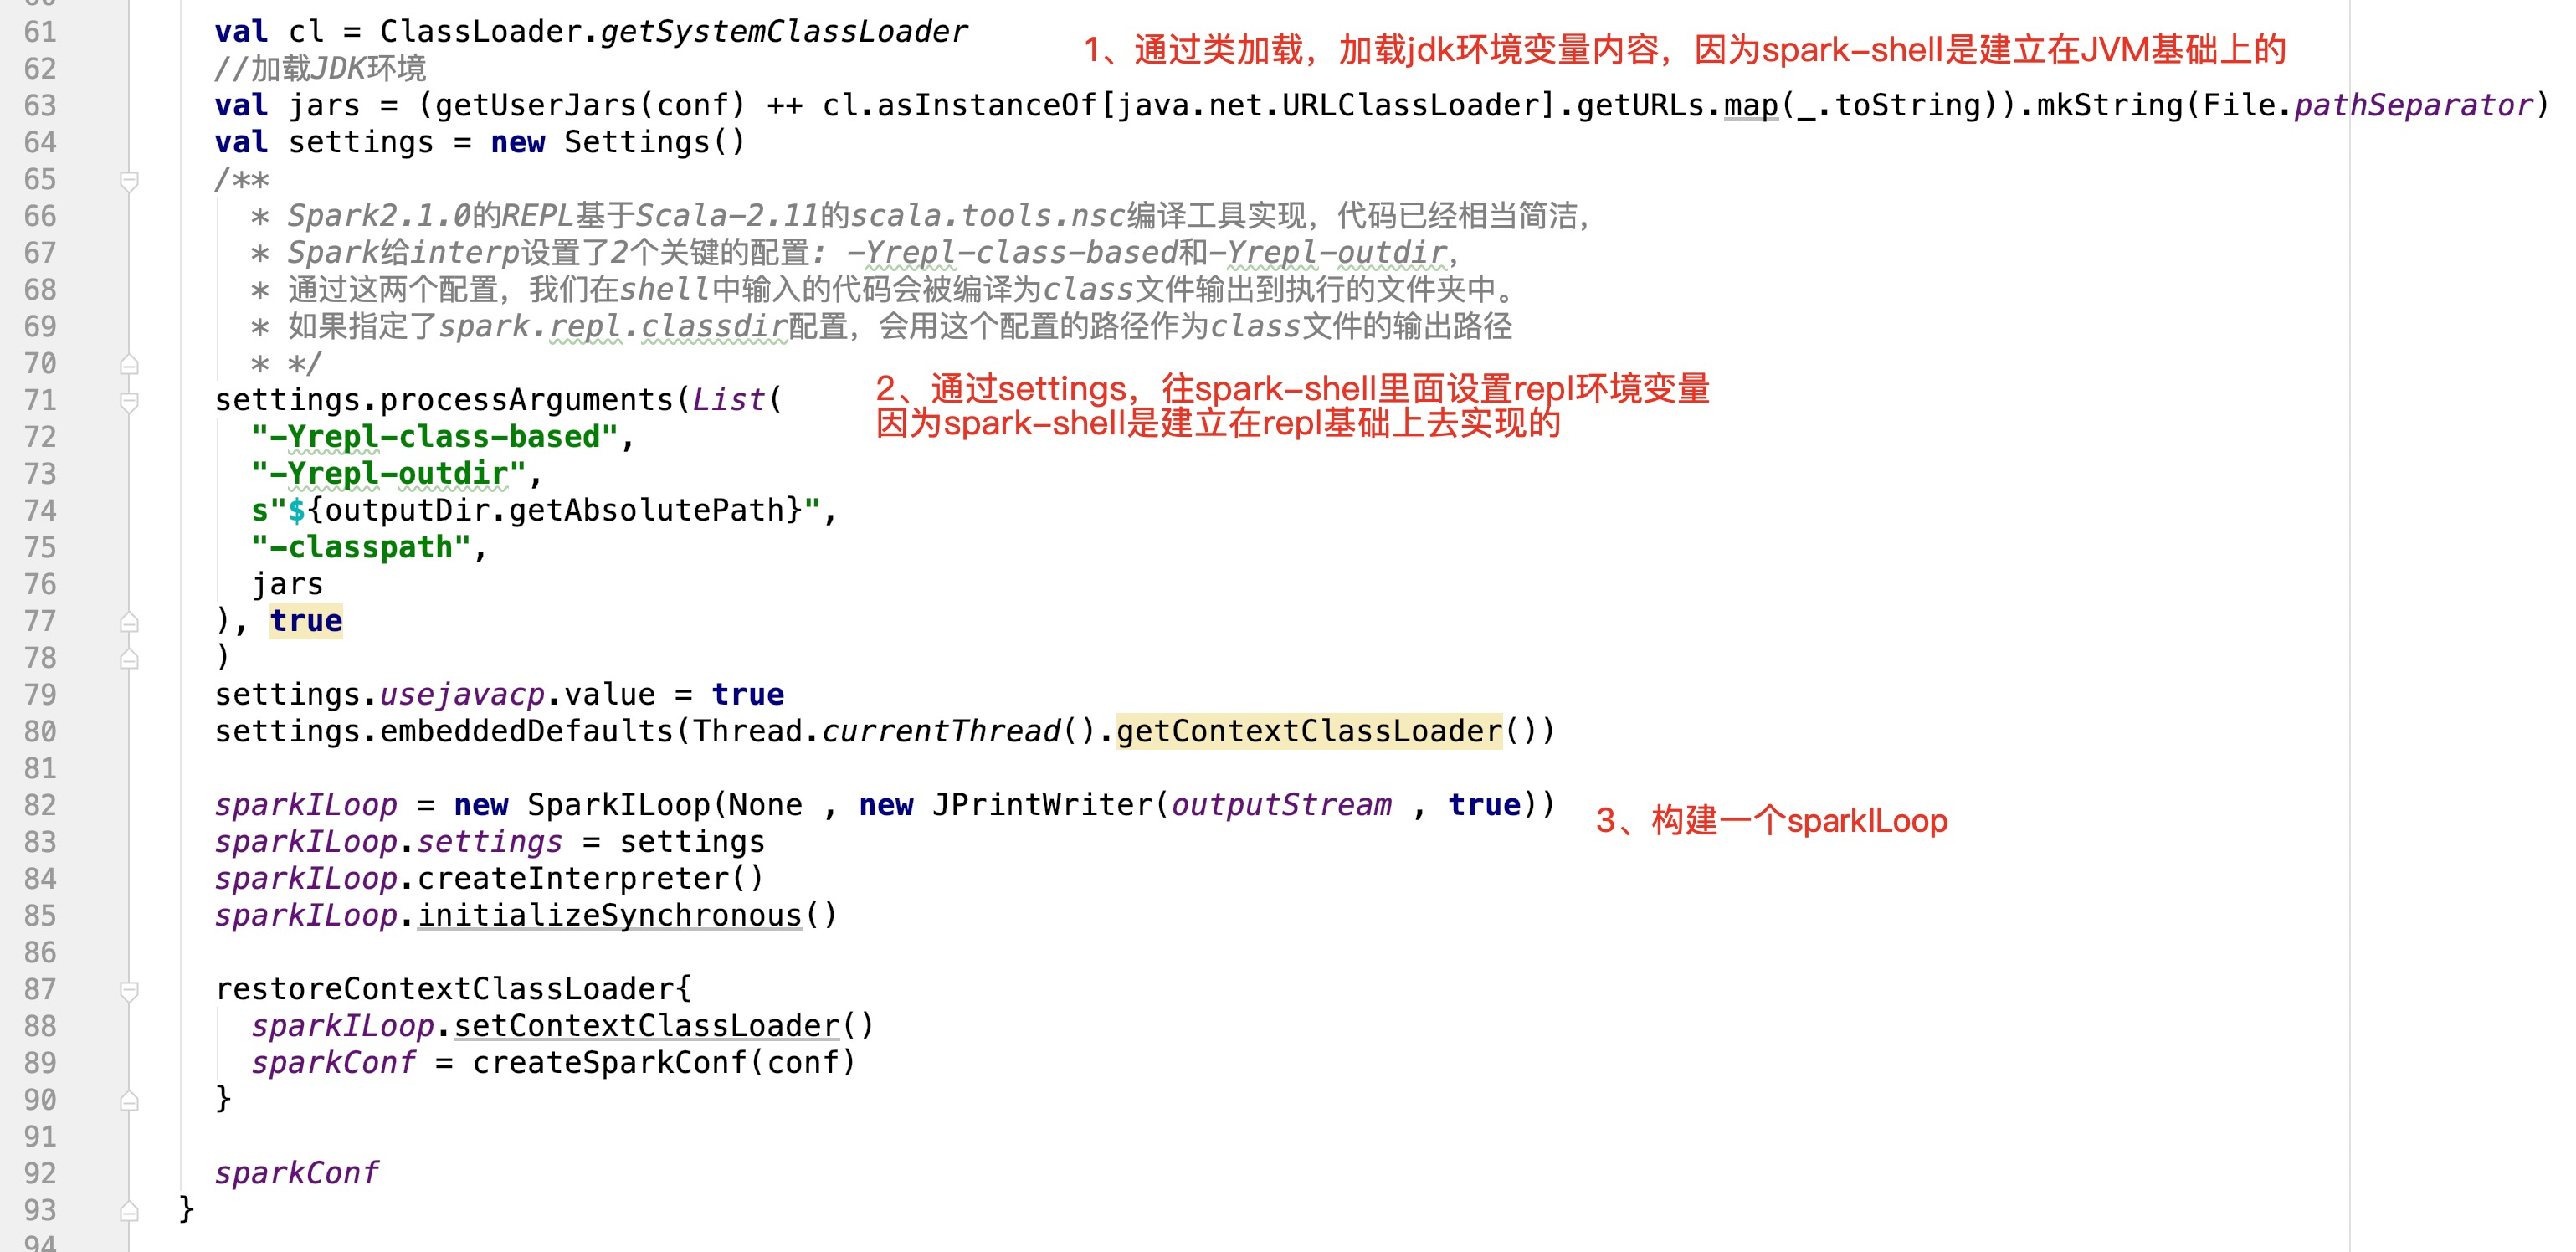 61 val cl = ClassLoader.getSystemClassLoader
1、通过类加载，加载jdk环境变量内容，因为spark-shell是建立在JVM基础上的
62 //加载JDK环境
63 val jars = (getUserJars(conf) ++ cl.asInstanceOf[java.net.URLClassLoader].getURLs.map(_.toString)).mkString(File.pathSeparator)
64 val settings = new Settings()
65 /**
66 * Spark2.1.0的REPL基于Scala-2.11的scala.tools.nsc编译工具实现，代码已经相当简洁，
67 * Spark给interp设置了2个关键的配置：-Yrepl-class-based和-Yrepl-outdir，
68 * 通过这两个配置，我们在shell中输入的代码会被编译为class文件输出到执行的文件夹中。
69 * 如果指定了spark.repl.classdir配置，会用这个配置的路径作为class文件的输出路径
70 * */
71 settings.processArguments(List(
2、通过settings，往spark-shell里面设置repl环境变量
因为spark-shell是建立在repl基础上去实现的
72 "-Yrepl-class-based",
73 "-Yrepl-outdir",
74 s"${outputDir.getAbsolutePath}",
75 "-classpath",
76 jars
77 ), true
78 )
79 settings.usejavacp.value = true
80 settings.embeddedDefaults(Thread.currentThread().getContextClassLoader())
81
82 sparkILoop = new SparkILoop(None , new JPrintWriter(outputStream , true))
3、构建一个sparkILoop
83 sparkILoop.settings = settings
84 sparkILoop.createInterpreter()
85 sparkILoop.initializeSynchronous()
86
87 restoreContextClassLoader{
88 sparkILoop.setContextClassLoader()
89 sparkConf = createSparkConf(conf)
90 }
91
92 sparkConf
93 }
94